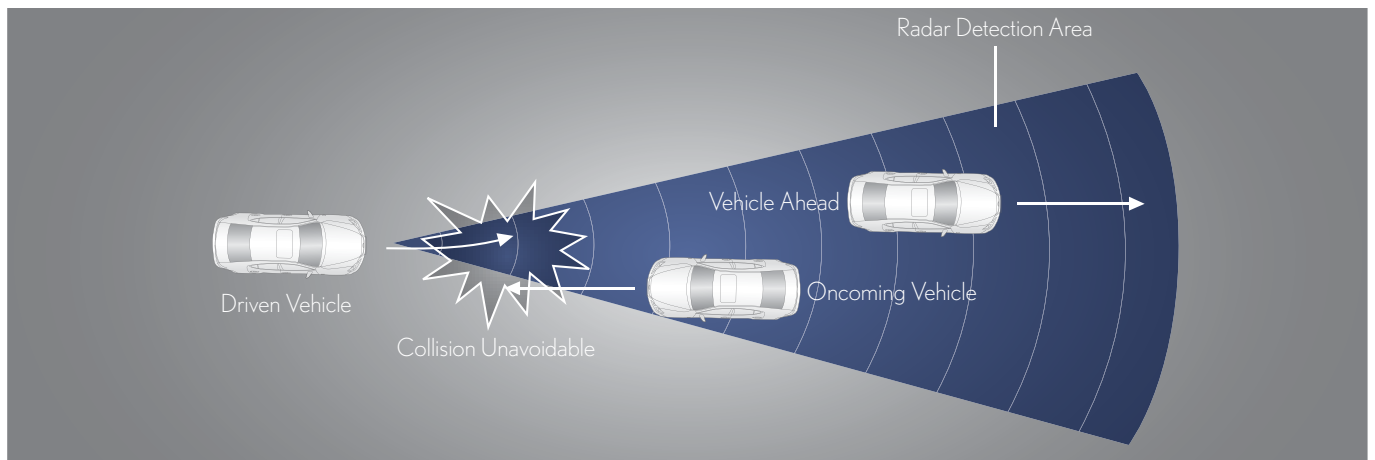 Radar Detection Area
Vehicle Ahead
Oncoming Vehicle
Driven Vehicle
Collision Unavoidable